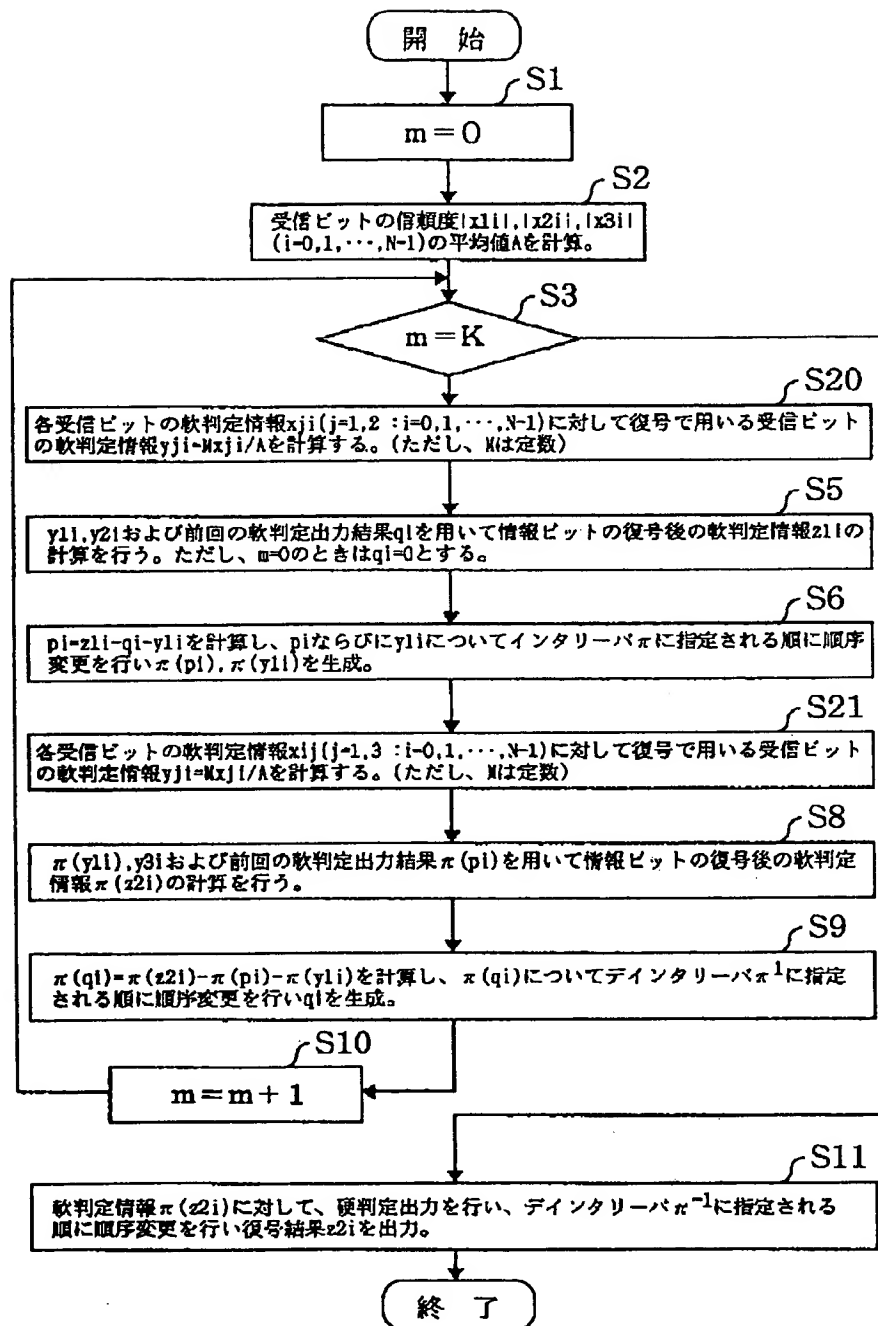 開 始
S1
m=0
S2
受信ビットの信頼度|x1i|,|x2i|,|x3i|
(i=0,1,···,N-1)の平均値Aを計算。
S3
m=K
S20
各受信ビットの軟判定情報xji(j=1,2 :i=0,1,···,N-1)に対して復号で用いる受信ビット
の軟判定情報yji=Mxji/Aを計算する。(ただし、Mは定数)
S5
y1i,y2iおよび前回の軟判定出力結果qiを用いて情報ビットの復号後の軟判定情報z1iの
計算を行う。ただし、m=0のときはqi=0とする。
S6
pi=z1i-qi-y1iを計算し、piならびにy1iについてインタリーバπに指定される順に順序
変更を行いπ(pi),π(y1i)を生成。
S21
各受信ビットの軟判定情報xij(j=1,3 :i=0,1,···,N-1)に対して復号で用いる受信ビット
の軟判定情報yji=Mxji/Aを計算する。(ただし、Mは定数)
S8
π(y1i),y3iおよび前回の軟判定出力結果π(pi)を用いて情報ビットの復号後の軟判定
情報π(z2i)の計算を行う。
S9
π(qi)=π(z2i)-π(pi)-π(y1i)を計算し、π(qi)についてデインタリーバπ¹に指定
される順に順序変更を行いqiを生成。
S10
m=m+1
S11
軟判定情報π(z2i)に対して、硬判定出力を行い、デインタリーバπ⁻¹に指定される
順に順序変更を行い復号結果z2iを出力。
終 了